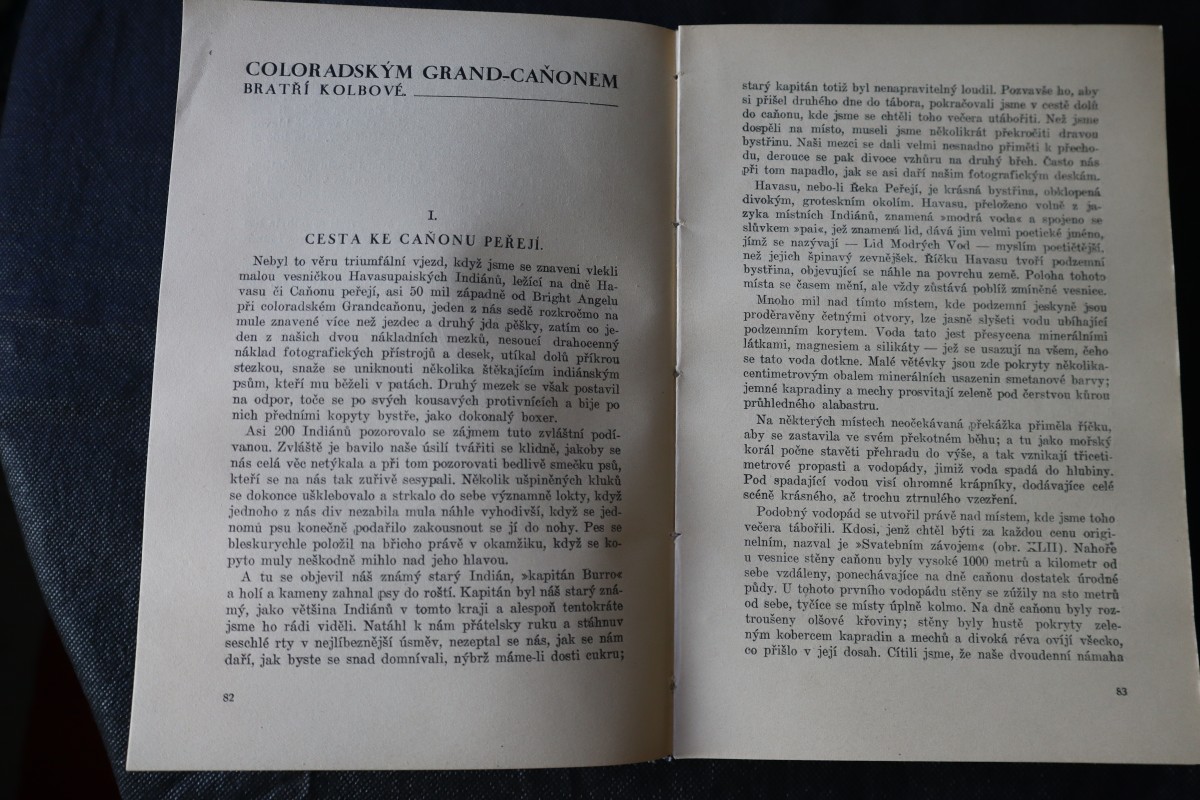 COLORADSKÝM GRAND-CAŇONEM
BRATŘÍ KOLBOVÉ.
I.
CESTA KE CAŇONU PEŘEJÍ.
Nebyl to věru triumfální vjezd, když jsme se znaveni vlekli
malou vesničkou Havasupaiských Indiánů, ležící na dně Ha-
vasu či Caňonu peřejí, asi 50 mil západně od Bright Angelu
při coloradském Grandcaňonu, jeden z nás sedě rozkročmo na
mule znavené více než jezdec a druhý jda pěšky, zatím co je-
den z našich dvou nákladních mezků, nesoucí drahocenný
náklad fotografických přístrojů a desek, utíkal dolů příkrou
stezkou, snaže se uniknouti několika štěkajícím indiánským
psům, kteří mu běželi v patách. Druhý mezek se však postavil
na odpor, toče se po svých kousavých protivnících a bije po
nich předními kopyty bystře, jako dokonalý boxer.
Asi 200 Indiánů pozorovalo se zájmem tuto zvláštní podí-
vanou. Zvláště je bavilo naše úsilí tvářiti se klidně, jakoby se
nás celá věc netýkala a při tom pozorovati bedlivě smečku psů,
kteří se na nás tak zuřivě sesypali. Několik ušpiněných kluků
se dokonce ušklebovalo a strkalo do sebe významně lokty, když
jednoho z nás div nezabila mula náhle vyhodivší, když se jed-
nomu psu konečně podařilo zakousnout se jí do nohy. Pes se
bleskurychle položil na břicho právě v okamžiku, když se ko-
pyto muly neškodně mihlo nad jeho hlavou.
A tu se objevil náš známý starý Indián, »kapitán Burro«
a holí a kameny zahnal psy do roští. Kapitán byl náš starý zná-
mý, jako většina Indiánů v tomto kraji a alespoň tentokráte
jsme ho rádi viděli. Natáhl k nám přátelsky ruku a stáhnuv
seschlé rty v nejlíbeznější úsměv, nezeptal se nás, jak se nám
daří, jak byste se snad domnívali, nýbrž máme-li dosti cukru;
82
starý kapitán totiž byl nenapravitelný loudil. Pozvavše ho, aby
si přišel druhého dne do tábora, pokračovali jsme v cestě dolů
do caňonu, kde jsme se chtěli toho večera utábořiti. Než jsme
dospěli na místo, museli jsme několikrát překročiti dravou
bystřinu. Naši mezci se dali velmi nesnadno přiměti k přecho-
du, derouce se pak divoce vzhůru na druhý břeh. Často nás
při tom napadlo, jak se asi daří našim fotografickým deskám.
Havasu, nebo-li Řeka Peřejí, je krásná bystřina, obklopená
divokým, groteskním okolím. Havasu, přeloženo volně z ja-
zyka místních Indiánů, znamená »modrá voda« a spojeno se
slůvkem »pai«, jež znamená lid, dává jim velmi poetické jméno,
jímž se nazývají — Lid Modrých Vod — myslím poetičtější,
než jejich špinavý zevnějšek. Říčku Havasu tvoří podzemní
bystřina, objevující se náhle na povrchu země. Poloha tohoto
místa se časem mění, ale vždy zůstává poblíž zmíněné vesnice.
Mnoho mil nad tímto místem, kde podzemní jeskyně jsou
proděravěny četnými otvory, lze jasně slyšeti vodu ubíhající
podzemním korytem. Voda tato jest přesycena minerálními
látkami, magnesiem a silikáty — jež se usazují na všem, čeho
se tato voda dotkne. Malé větévky jsou zde pokryty několika-
centimetrovým obalem minerálních usazenin smetanové barvy;
jemné kapradiny a mechy prosvitají zeleně pod čerstvou kůrou
průhledného alabastru.
Na některých místech neočekávaná překážka přiměla říčku,
aby se zastavila ve svém překotném běhu; a tu jako mořský
korál počne stavěti přehradu do výše, a tak vznikají třiceti-
metrové propasti a vodopády, jimiž voda spadá do hlubiny.
Pod spadající vodou visí ohromné krápníky, dodávajíce celé
scéně krásného, ač trochu ztrnulého vzezření.
Podobný vodopád se utvořil právě nad místem, kde jsme toho
večera tábořili. Kdosi, jenž chtěl býti za každou cenu origi-
nelním, nazval je »Svatebním závojem« (obr. XLII). Nahoře
u vesnice stěny caňonu byly vysoké 1000 metrů a kilometr od
sebe vzdáleny, ponechávajíce na dně caňonu dostatek úrodné
půdy. U tohoto prvního vodopádu stěny se zúžily na sto metrů
od sebe, tyčíce se místy úplně kolmo. Na dně caňonu byly roz-
troušeny olšové křoviny; stěny byly hustě pokryty zele-
ným kobercem kapradin a mechů a divoká réva ovíjí všecko,
co přišlo v její dosah. Cítili jsme, že naše dvoudenní námaha
83